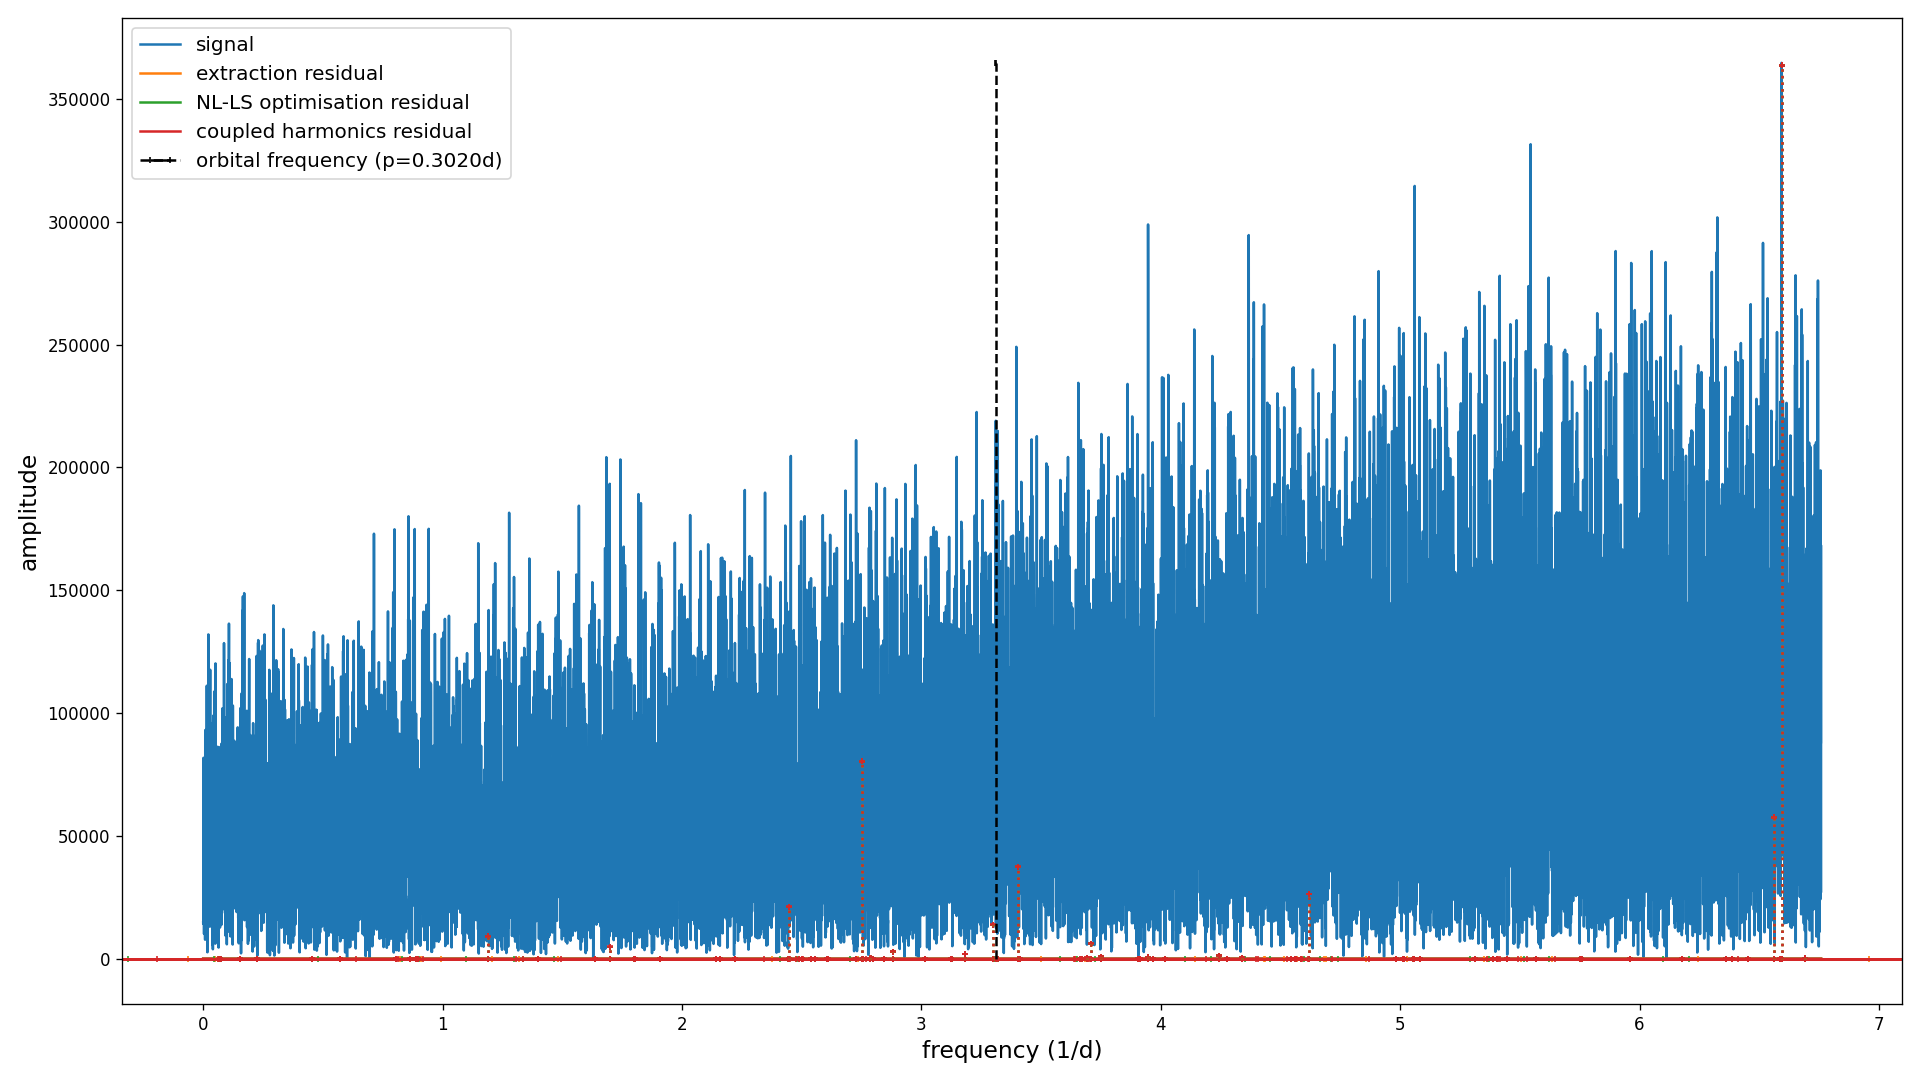 signal
extraction residual
NL-LS optimisation residual
coupled harmonics residual
orbital frequency (p=0.3020d)
350000
300000
250000
200000
150000
100000
50000
0
amplitude
0 1 2 3 4 5 6 7
frequency (1/d)